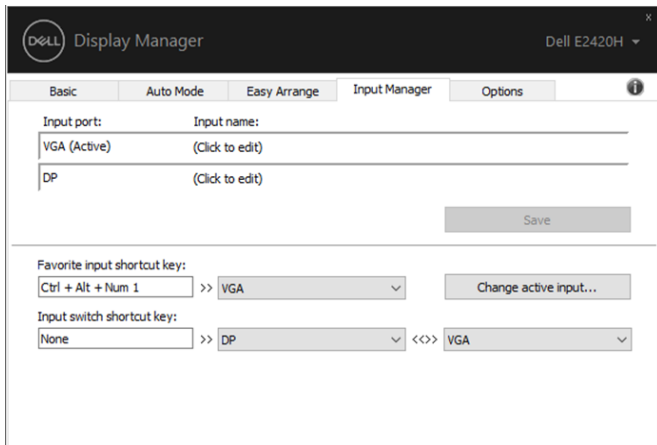 x
DELL Display Manager Dell E2420H
Basic Auto Mode Easy Arrange Input Manager Options i
Input port: Input name:
VGA (Active) (Click to edit)
DP (Click to edit)
Save
Favorite input shortcut key:
Ctrl + Alt + Num 1 >> VGA Change active input...
Input switch shortcut key:
None >> DP <<>> VGA